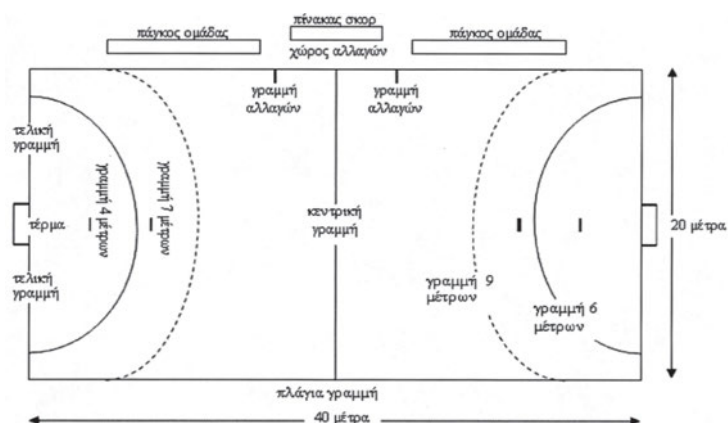 πίνακας σκορ
πάγκος ομάδας
πάγκος ομάδας
χώρος αλλαγών
γραμμή
αλλαγών
γραμμή
αλλαγών
τελική
γραμμή
γραμμή 4 μέτρων
γραμμή 7 μέτρων
τέρμα
κεντρική
γραμμή
20 μέτρα
τελική
γραμμή
γραμμή 9
μέτρων
γραμμή 6
μέτρων
πλάγια γραμμή
40 μέτρα